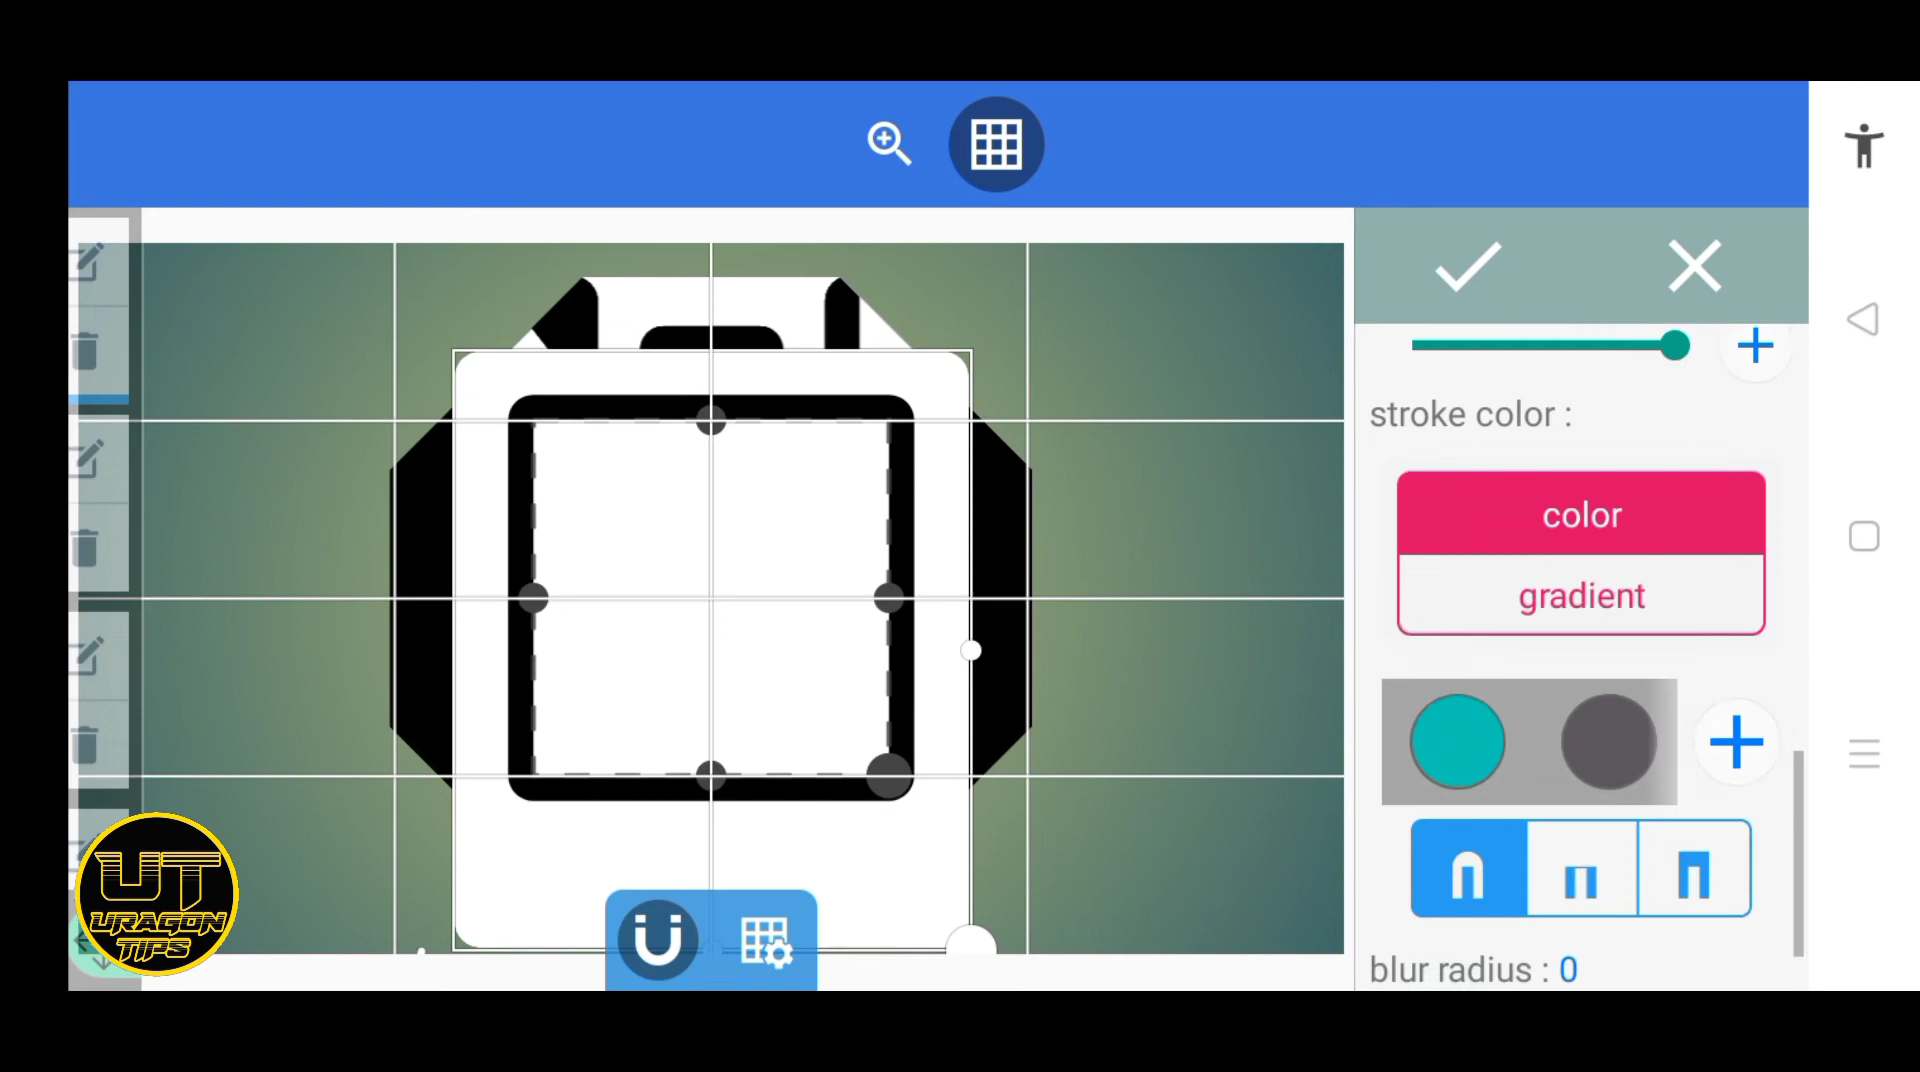 stroke color :
color
gradient
blur radius : 0
UT
URAGON
TIPS